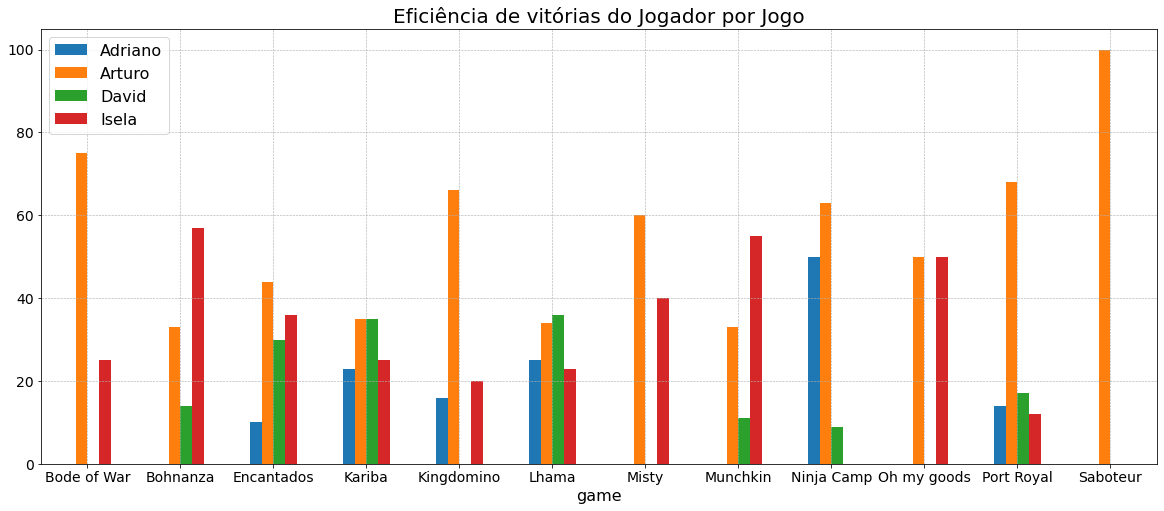 Eficiência de vitórias do Jogador por Jogo
Adriano
Arturo
David
Isela
100
80
60
40
20
0
Bode of War Bohnanza Encantados Kariba Kingdomino Lhama Misty Munchkin Ninja Camp Oh my goods Port Royal Saboteur
game